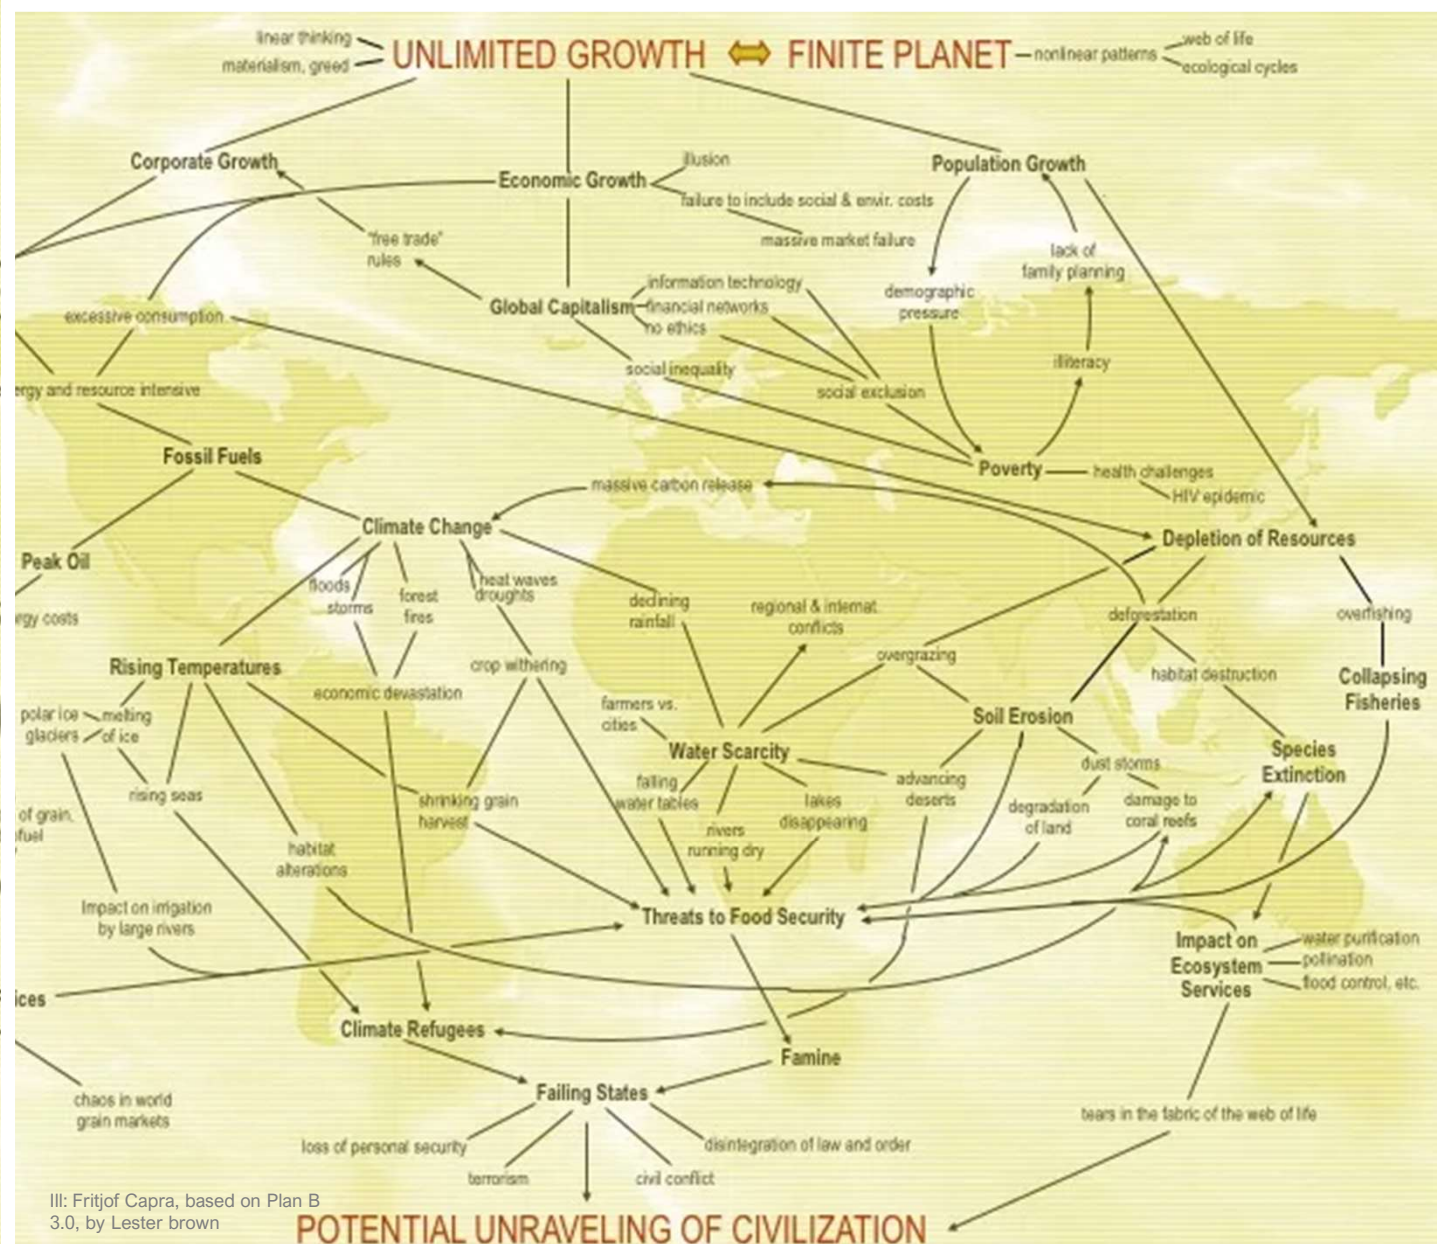 linear thinking
materialism, greed
UNLIMITED GROWTH
FINITE PLANET
nonlinear patterns
web of life
ecological cycles
Corporate Growth
Economic Growth
illusion
failure to include social & envir. costs
massive market failure
Population Growth
"free trade"
rules
lack of
family planning
demographic
pressure
Global Capitalism
information technology
financial networks
no ethics
excessive consumption
social inequality
social exclusion
illiteracy
ergy and resource intensive
Fossil Fuels
Poverty
health challenges
HIV epidemic
massive carbon release
Climate Change
Depletion of Resources
Peak Oil
floods
storms
forest
fires
heat waves
droughts
declining
rainfall
regional & internat.
conflicts
deforestation
overfishing
rgy costs
Rising Temperatures
economic devastation
crop withering
overgrazing
habitat destruction
Collapsing
Fisheries
polar ice
glaciers
melting
of ice
farmers vs.
cities
Soil Erosion
Water Scarcity
Species
Extinction
rising seas
shrinking grain
harvest
falling
water tables
lakes
disappearing
rivers
running dry
advancing
deserts
dust storms
degradation
of land
damage to
coral reefs
of grain,
fuel
habitat
alterations
Impact on irrigation
by large rivers
Threats to Food Security
Impact on
Ecosystem
Services
water purification
pollination
flood control, etc.
ices
Climate Refugees
Famine
Failing States
chaos in world
grain markets
loss of personal security
terrorism
civil conflict
disintegration of law and order
tears in the fabric of the web of life
Ill: Fritjof Capra, based on Plan B
3.0, by Lester brown
POTENTIAL UNRAVELING OF CIVILIZATION